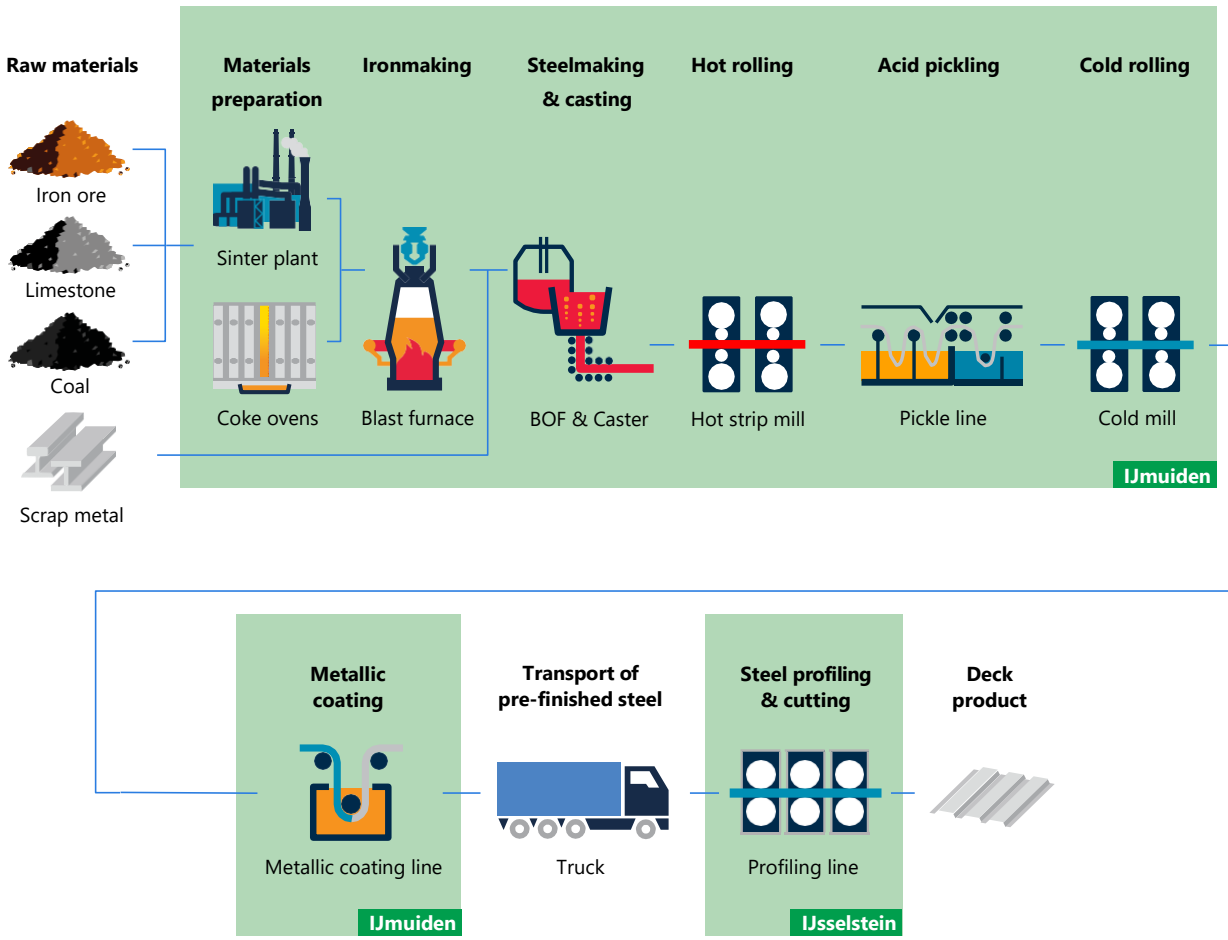 Raw materials
Materials
preparation
Ironmaking
Steelmaking
& casting
Hot rolling
Acid pickling
Cold rolling
Iron ore
Limestone
Coal
Scrap metal
Sinter plant
Coke ovens
Blast furnace
BOF & Caster
Hot strip mill
Pickle line
Cold mill
IJmuiden
Metallic
coating
Transport of
pre-finished steel
Steel profiling
& cutting
Deck
product
Metallic coating line
Truck
Profiling line
IJmuiden
IJsselstein